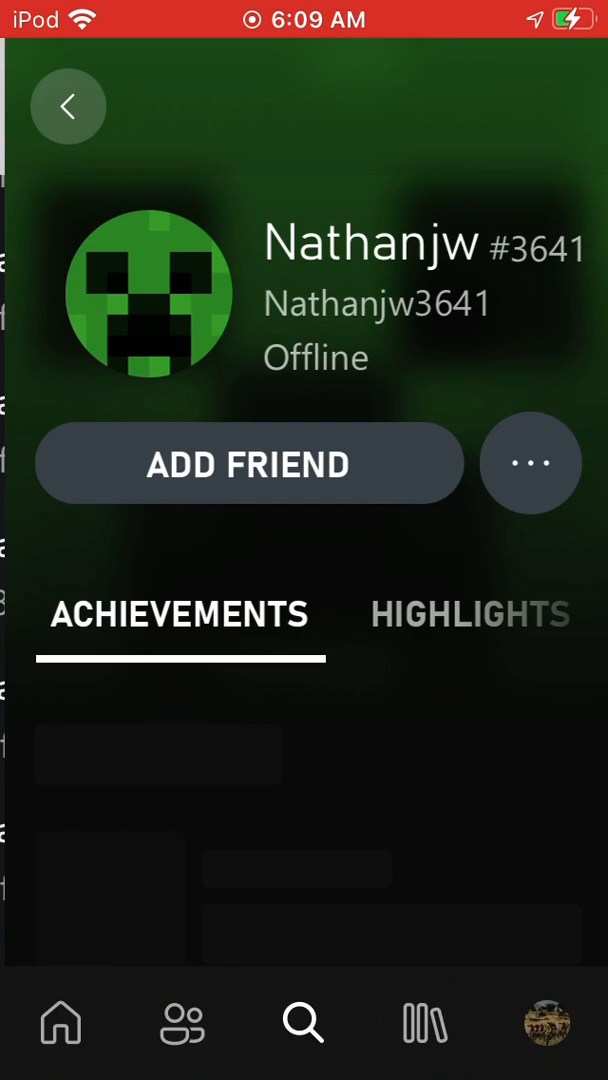 iPod 6:09 AM
Nathanjw #3641
Nathanjw3641
Offline
ADD FRIEND
ACHIEVEMENTS HIGHLIGHTS